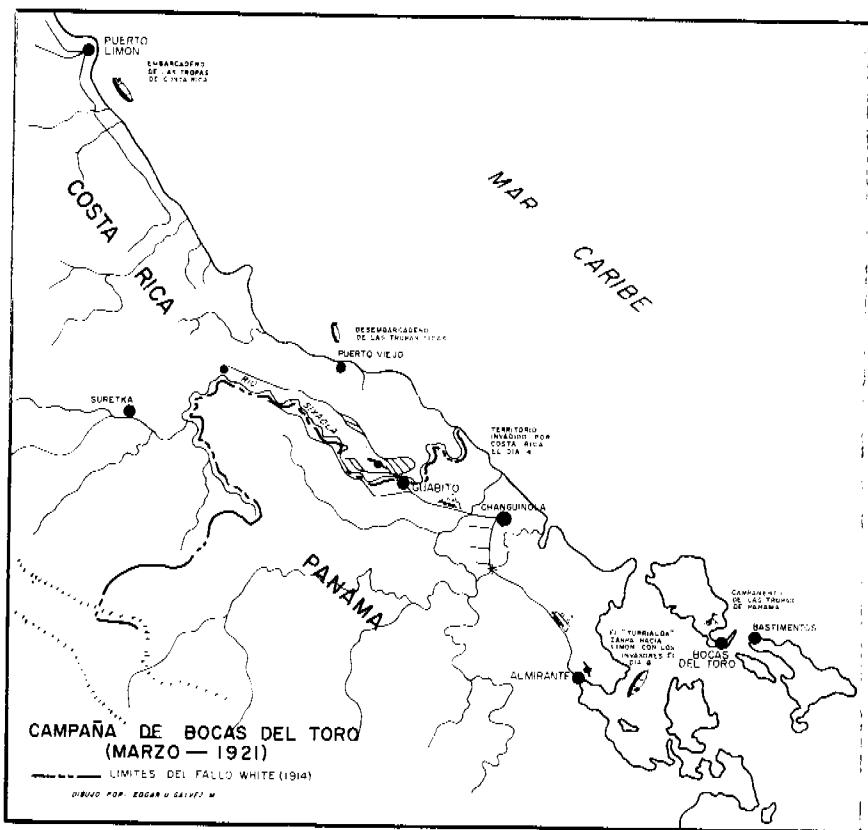 PUERTO
LIMON
EMBARCADERO
DE LAS TROPAS
DE COSTA RICA
MAR
CARIBE
COSTA
RICA
DESEMBARCADERO
DE LAS TROPAS TICAS
PUERTO VIEJO
RIO
SIXAOLA
SURETKA
TERRITORIO
INVADIDO POR
COSTA RICA
EL DIA 4
GUABITO
CHANGUINOLA
PANAMA
CAMPAMENTO
DE LAS TROPAS
DE PANAMA
BASTIMENTOS
BOCAS
DEL TORO
EL "TURRIALBA"
ZARPA HACIA
LIMON CON LOS
INVASORES EL
DIA
ALMIRANTE
CAMPAÑA DE BOCAS DEL TORO
(MARZO — 1921)
LIMITES DEL FALLO WHITE (1914)
DIBUJO POR: EDGAR U GALVEZ M